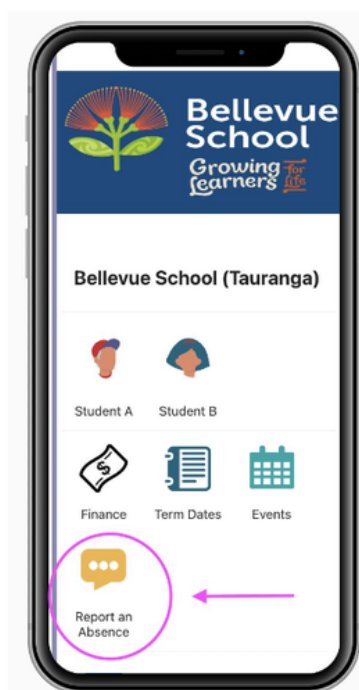 Bellevue
School
Growing for
Learners life
Bellevue School (Tauranga)
Student A Student B
Finance Term Dates Events
Report an
Absence